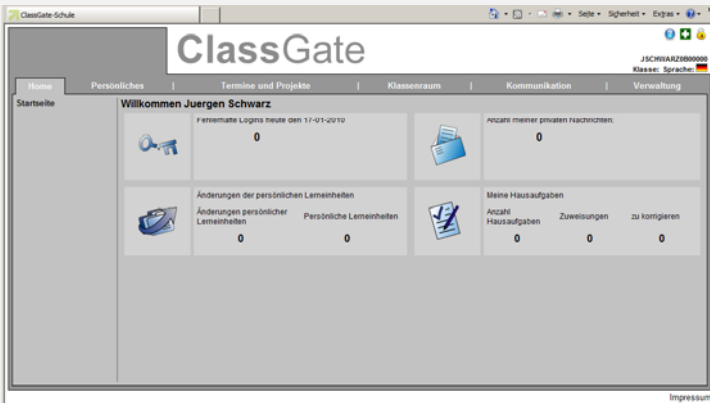 ClassGate-Schule
Seite
Sicherheit
Extras
ClassGate
JSCHWARZ0B00000
Klasse: Sprache:
Home
Persönliches | Termine und Projekte | Klassenraum | Kommunikation | Verwaltung
Startseite
Willkommen Juergen Schwarz
Fehlerhafte Logins heute den 17-01-2010
0
Anzahl meiner privaten Nachrichten:
0
Änderungen der persönlichen Lerneinheiten
Änderungen persönlicher
Lerneinheiten
Persönliche Lerneinheiten
0 0
Meine Hausaufgaben
Anzahl
Hausaufgaben
Zuweisungen
zu korrigieren
0 0 0
Impressum